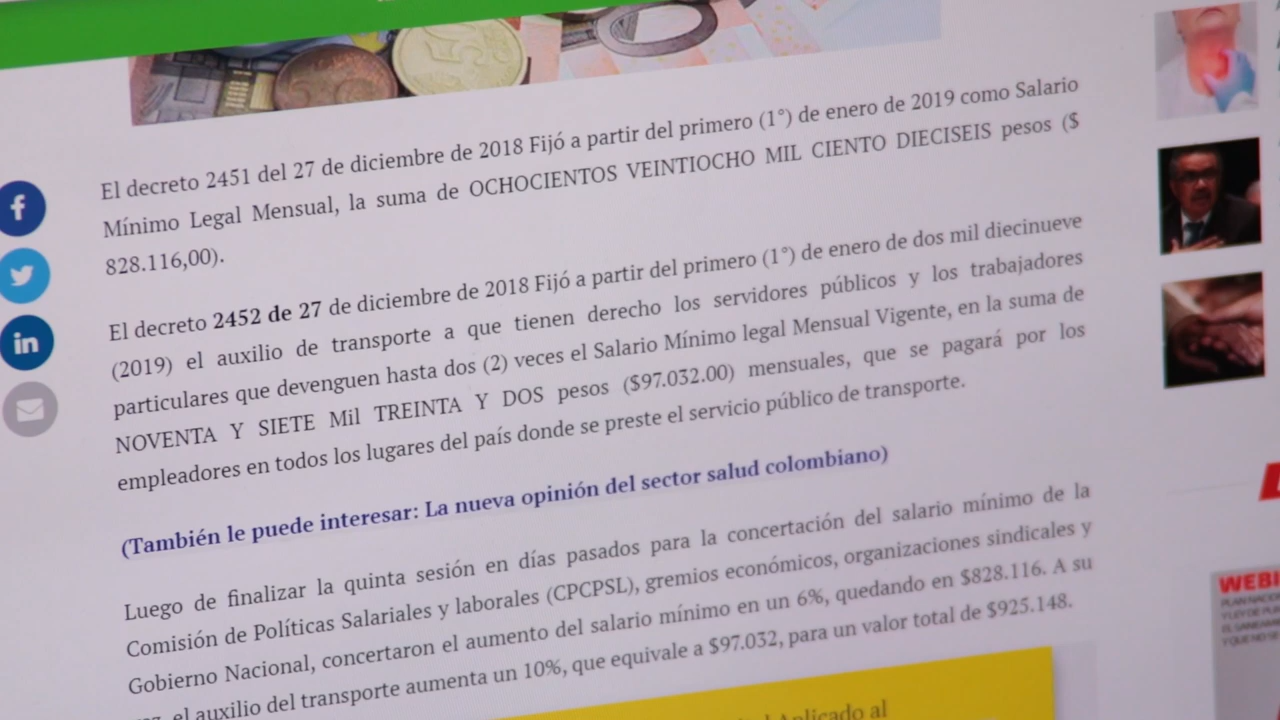 El decreto 2451 del 27 de diciembre de 2018 Fijó a partir del primero (1°) de enero de 2019 como Salario
Mínimo Legal Mensual, la suma de OCHOCIENTOS VEINTIOCHO MIL CIENTO DIECISEIS pesos ($
828.116,00).
El decreto 2452 de 27 de diciembre de 2018 Fijó a partir del primero (1°) de enero de dos mil diecinueve
(2019) el auxilio de transporte a que tienen derecho los servidores públicos y los trabajadores
particulares que devenguen hasta dos (2) veces el Salario Mínimo legal Mensual Vigente, en la suma de
NOVENTA Y SIETE Mil TREINTA Y DOS pesos ($97.032.00) mensuales, que se pagará por los
empleadores en todos los lugares del país donde se preste el servicio público de transporte.
(También le puede interesar: La nueva opinión del sector salud colombiano)
Luego de finalizar la quinta sesión en días pasados para la concertación del salario mínimo de la
Comisión de Políticas Salariales y laborales (CPCPSL), gremios económicos, organizaciones sindicales y
Gobierno Nacional, concertaron el aumento del salario mínimo en un 6%, quedando en $828.116. A su
el auxilio del transporte aumenta un 10%, que equivale a $97.032, para un valor total de $925.148.
Aplicado al
f
in
50
WEBI